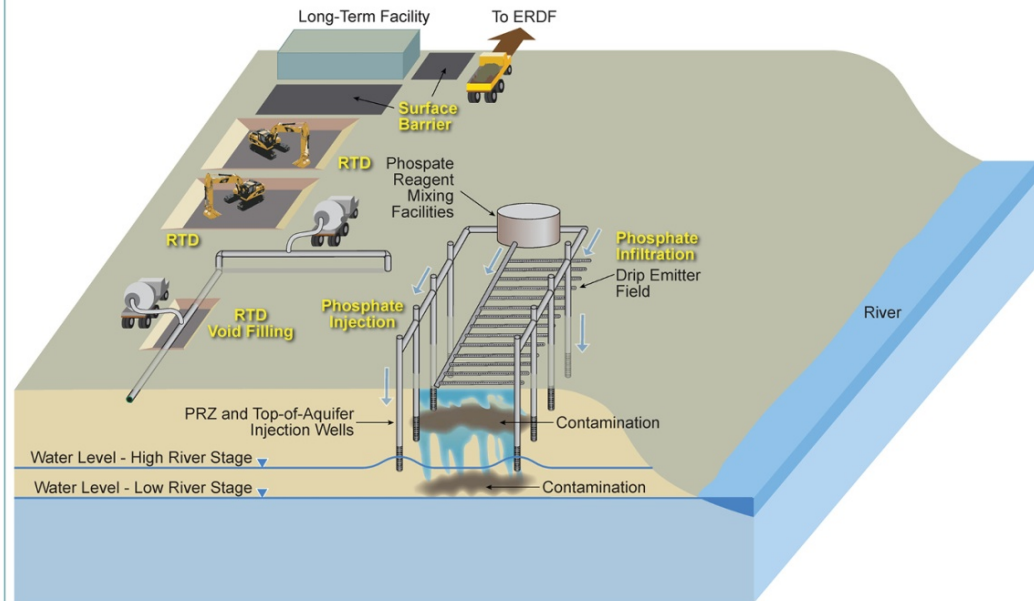 Long-Term Facility
To ERDF
Surface
Barrier
RTD
Phospate
Reagent
Mixing
Facilities
RTD
Phosphate
Infiltration
Drip Emitter
Field
Phosphate
Injection
River
RTD
Void Filling
PRZ and Top-of-Aquifer
Injection Wells
Contamination
Water Level - High River Stage
Water Level - Low River Stage
Contamination